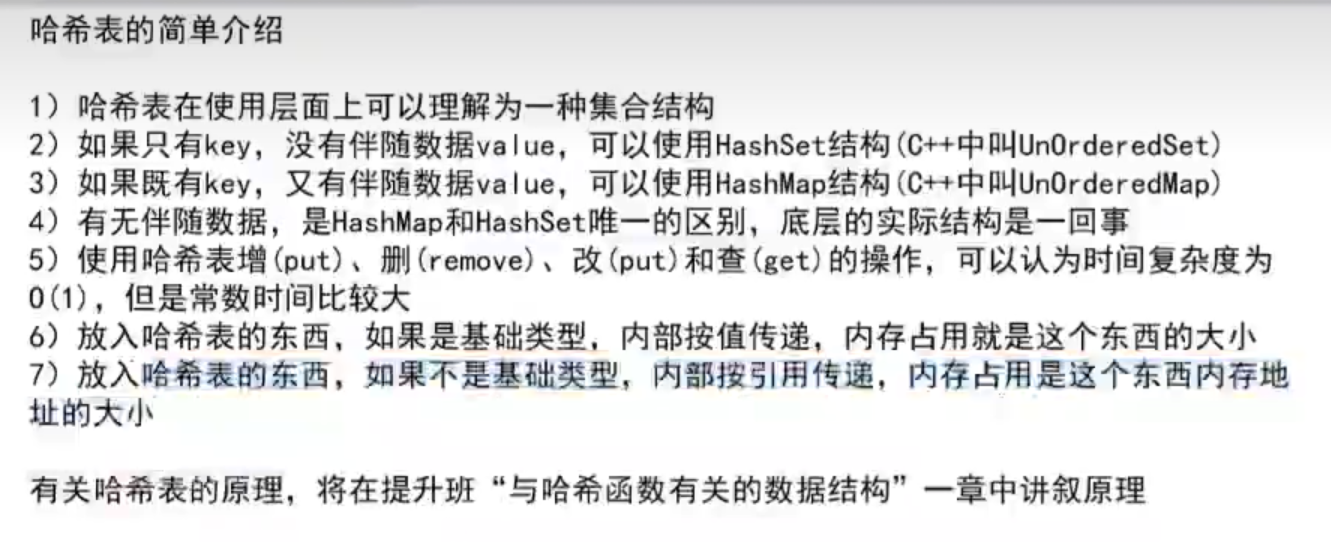 哈希表的简单介绍
1）哈希表在使用层面上可以理解为一种集合结构
2）如果只有key，没有伴随数据value，可以使用HashSet结构(C++中叫UnOrderedSet)
3）如果既有key，又有伴随数据value，可以使用HashMap结构(C++中叫UnOrderedMap)
4）有无伴随数据，是HashMap和HashSet唯一的区别，底层的实际结构是一回事
5）使用哈希表增(put)、删(remove)、改(put)和查(get)的操作，可以认为时间复杂度为
O(1)，但是常数时间比较大
6）放入哈希表的东西，如果是基础类型，内部按值传递，内存占用就是这个东西的大小
7）放入哈希表的东西，如果不是基础类型，内部按引用传递，内存占用是这个东西内存地
址的大小
有关哈希表的原理，将在提升班“与哈希函数有关的数据结构”一章中讲叙原理